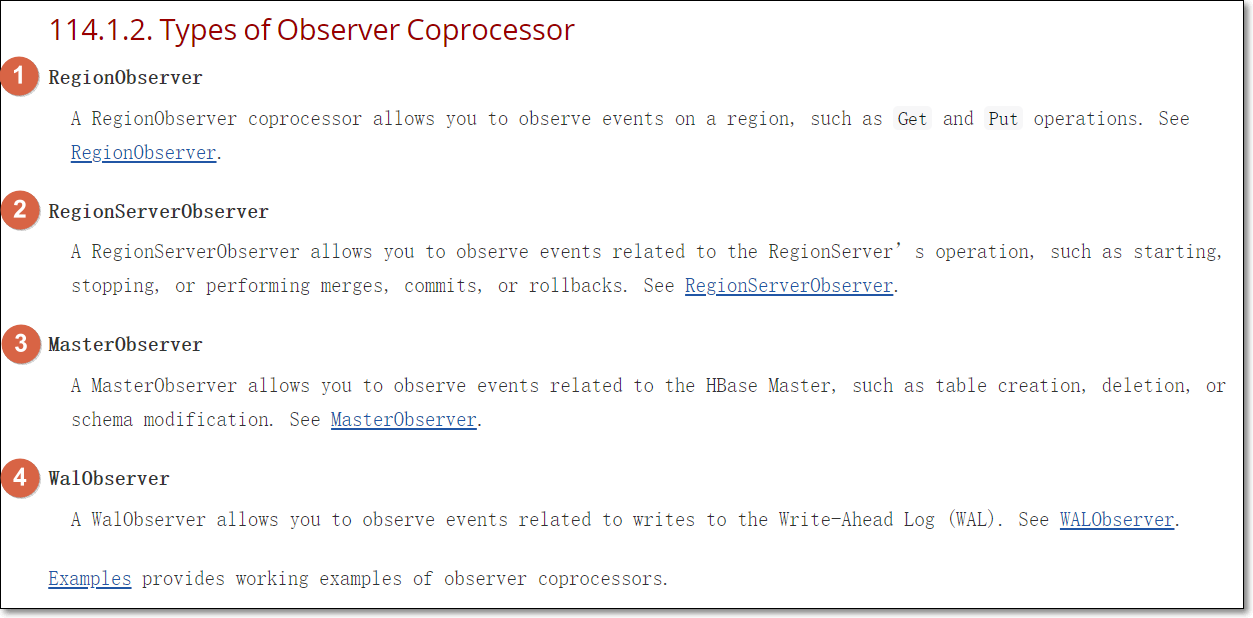 114.1.2. Types of Observer Coprocessor
1 RegionObserver
A RegionObserver coprocessor allows you to observe events on a region, such as Get and Put operations. See
RegionObserver.
2 RegionServerObserver
A RegionServerObserver allows you to observe events related to the RegionServer’s operation, such as starting,
stopping, or performing merges, commits, or rollbacks. See RegionServerObserver.
3 MasterObserver
A MasterObserver allows you to observe events related to the HBase Master, such as table creation, deletion, or
schema modification. See MasterObserver.
4 WalObserver
A WalObserver allows you to observe events related to writes to the Write-Ahead Log (WAL). See WALObserver.
Examples provides working examples of observer coprocessors.